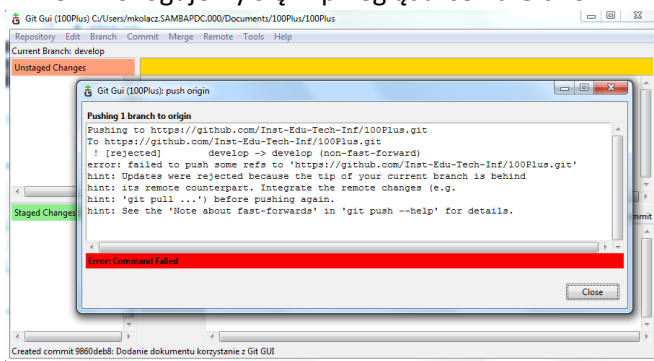 Git Gui (100Plus) C:/Users/mkolacz.SAMBAPDC.000/Documents/100Plus/100Plus
Repository Edit Branch Commit Merge Remote Tools Help
Current Branch: develop
Unstaged Changes
Git Gui (100Plus): push origin
Pushing 1 branch to origin
Pushing to https://github.com/Inst-Edu-Tech-Inf/100Plus.git
To https://github.com/Inst-Edu-Tech-Inf/100Plus.git
! [rejected] develop -> develop (non-fast-forward)
error: failed to push some refs to 'https://github.com/Inst-Edu-Tech-Inf/100Plus.git'
hint: Updates were rejected because the tip of your current branch is behind
hint: its remote counterpart. Integrate the remote changes (e.g.
hint: 'git pull ...') before pushing again.
hint: See the 'Note about fast-forwards' in 'git push --help' for details.
Staged Changes
mmit
Error: Command Failed
Close
Created commit 9860deb8: Dodanie dokumentu korzystanie z Git GUI